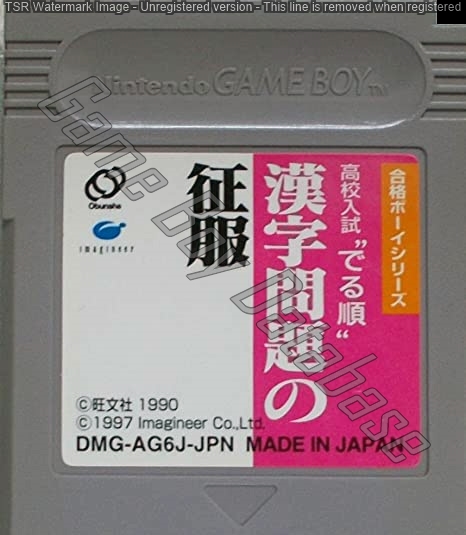 TSR Watermark Image - Unregistered version - This line is removed when registered
Nintendo GAME BOY TM
合格ボーイシリーズ
高校入試"でる順"
漢字問題の
征服
Obunsha
imagineer
©旺文社 1990
©1997 Imagineer Co.,Ltd.
DMG-AG6J-JPN MADE IN JAPAN
Game Boy Database